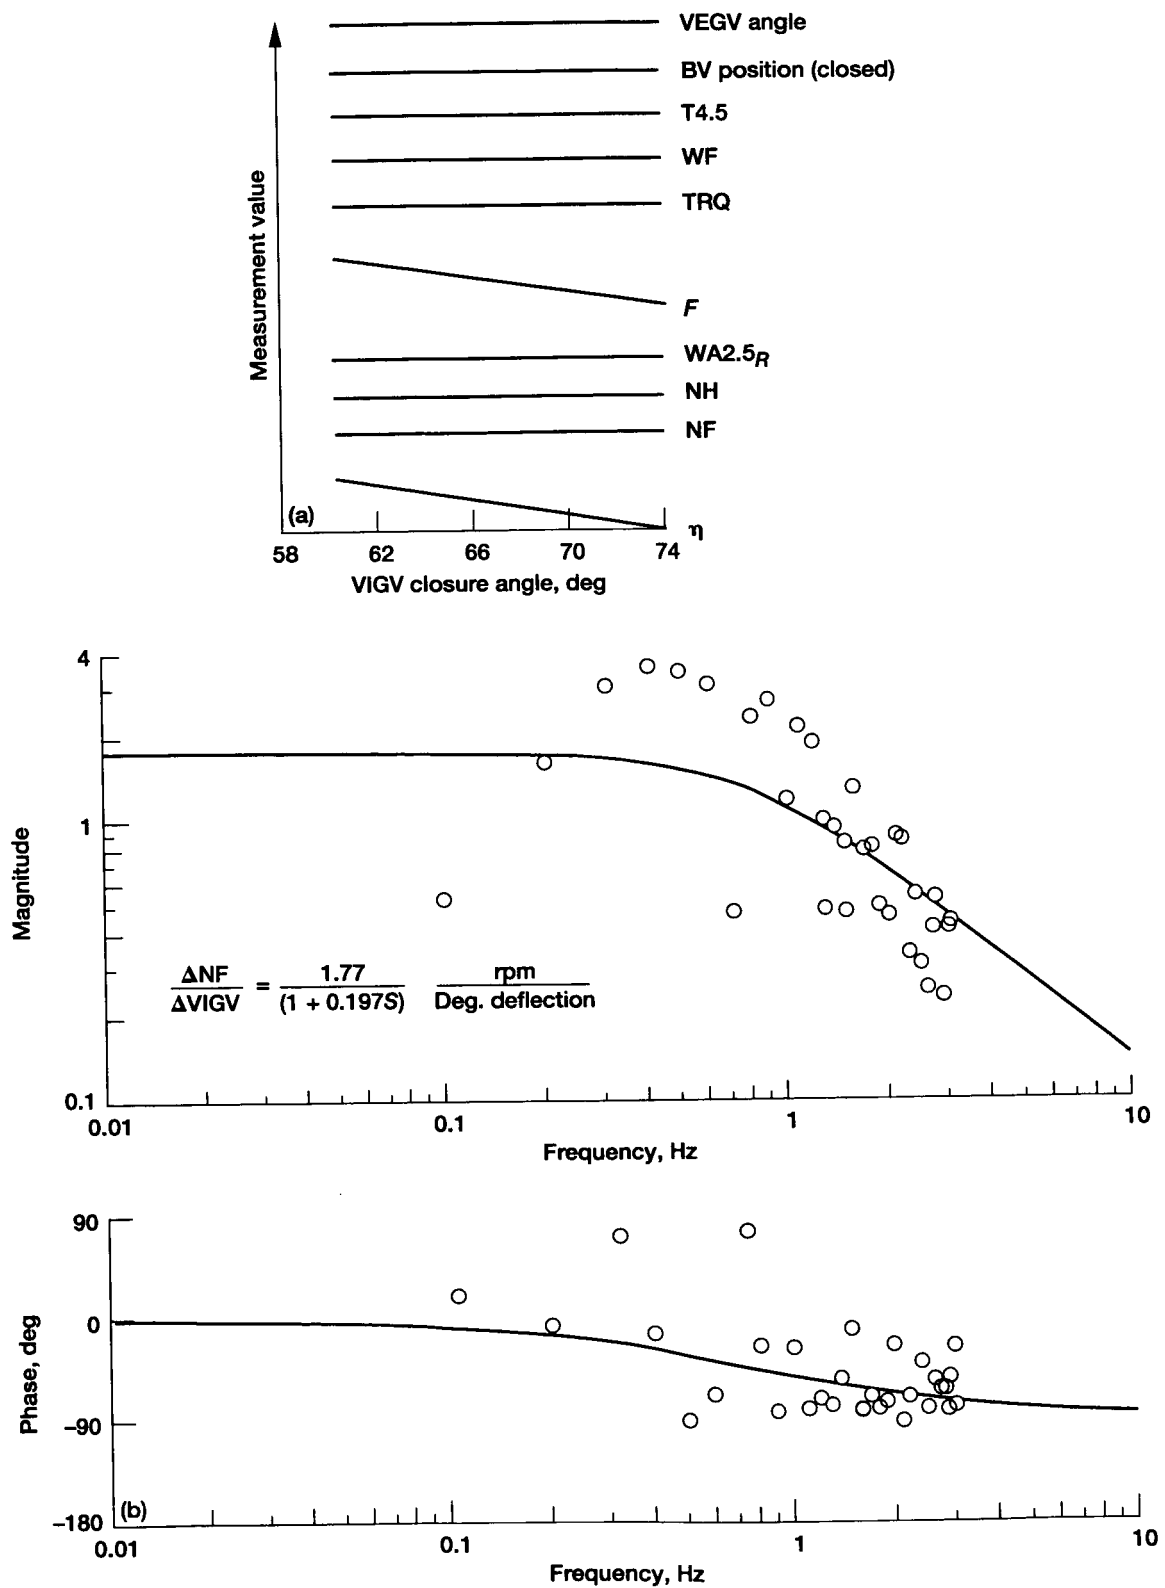 VEGV angle
BV position (closed)
T4.5
WF
TRQ
F
WA2.5R
NH
NF
η
Measurement value
(a)
58 62 66 70 74
VIGV closure angle, deg
4
1
0.1
Magnitude
ΔNF/ΔVIGV = 1.77/(1 + 0.197S) rpm/Deg. deflection
0.01 0.1 1 10
Frequency, Hz
90
0
−90
−180
Phase, deg
(b)
0.01 0.1 1 10
Frequency, Hz